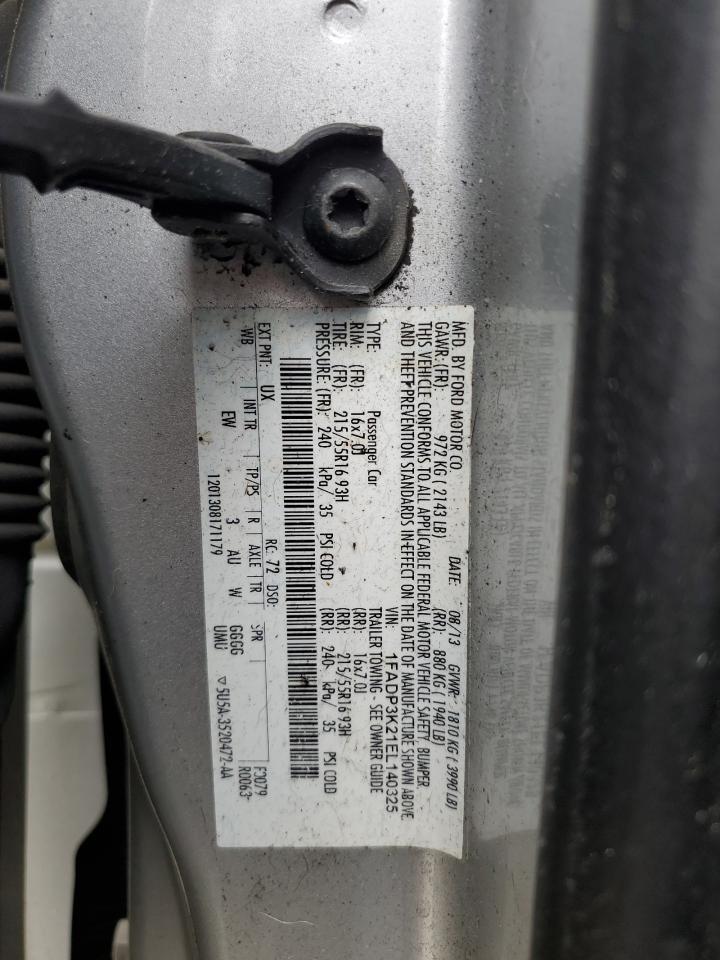 MFD. BY FORD MOTOR CO. DATE: 08/13 GVWR: 1810 KG ( 3990 LB)
GAWR: (FR): 972 KG ( 2143 LB) (RR): 880 KG ( 1940 LB)
THIS VEHICLE CONFORMS TO ALL APPLICABLE FEDERAL MOTOR VEHICLE SAFETY, BUMPER
AND THEFT PREVENTION STANDARDS IN EFFECT ON THE DATE OF MANUFACTURE SHOWN ABOVE.
VIN: 1FADP3K21EL140325
TYPE: Passenger Car TRAILER TOWING - SEE OWNER GUIDE
RIM: (FR): 16x7.0J (RR): 16x7.0J
TIRE: (FR): 215/55R16 93H (RR): 215/55R16 93H
PRESSURE: (FR): 240 kPa/ 35 PSI COLD (RR): 240 kPa/ 35 PSI COLD
RC: 72 DSO:
EXT PNT: UX F0079
WB INT TR TP/PS R AXLE TR SPR R0063-
EW 3 AU W GGGG
1201308171179 UMU ▽5U5A-3520472-AA